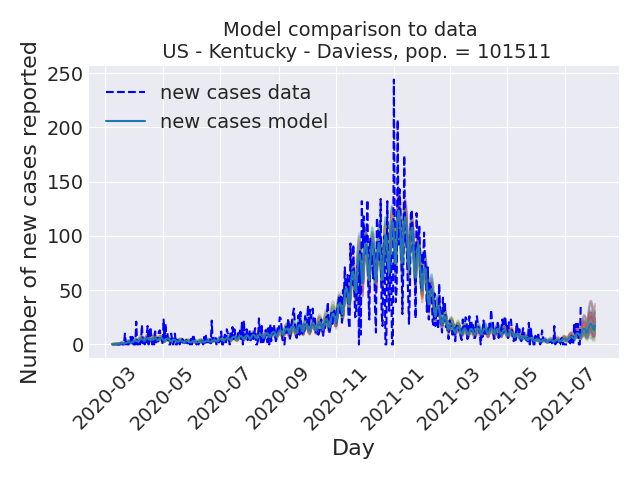 Model comparison to data
US - Kentucky - Daviess, pop. = 101511
Number of new cases reported
250
200
150
100
50
0
new cases data
new cases model
2020-03
2020-05
2020-07
2020-09
2020-11
2021-01
2021-03
2021-05
2021-07
Day